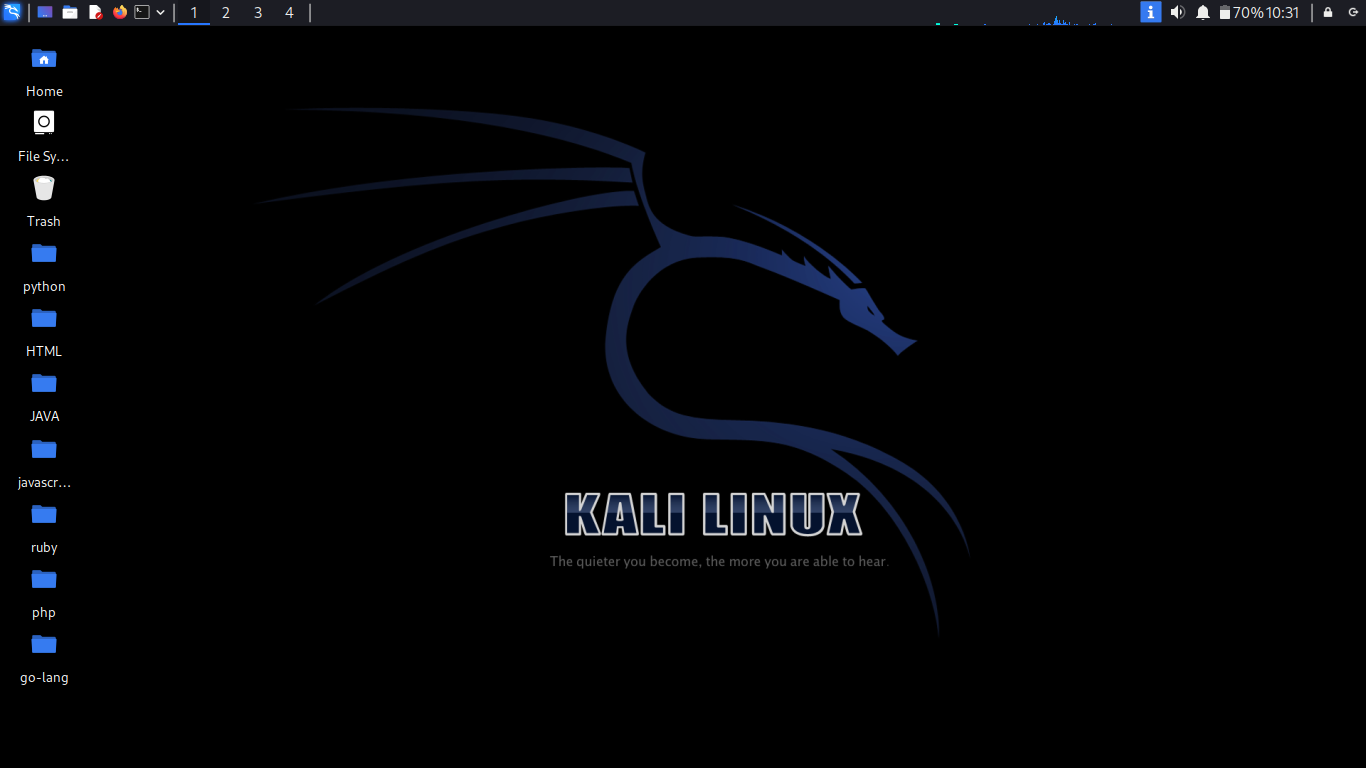 1 2 3 4 70% 10:31
Home
File Sy...
Trash
python
HTML
JAVA
javascr...
ruby
php
go-lang
KALI LINUX
The quieter you become, the more you are able to hear.